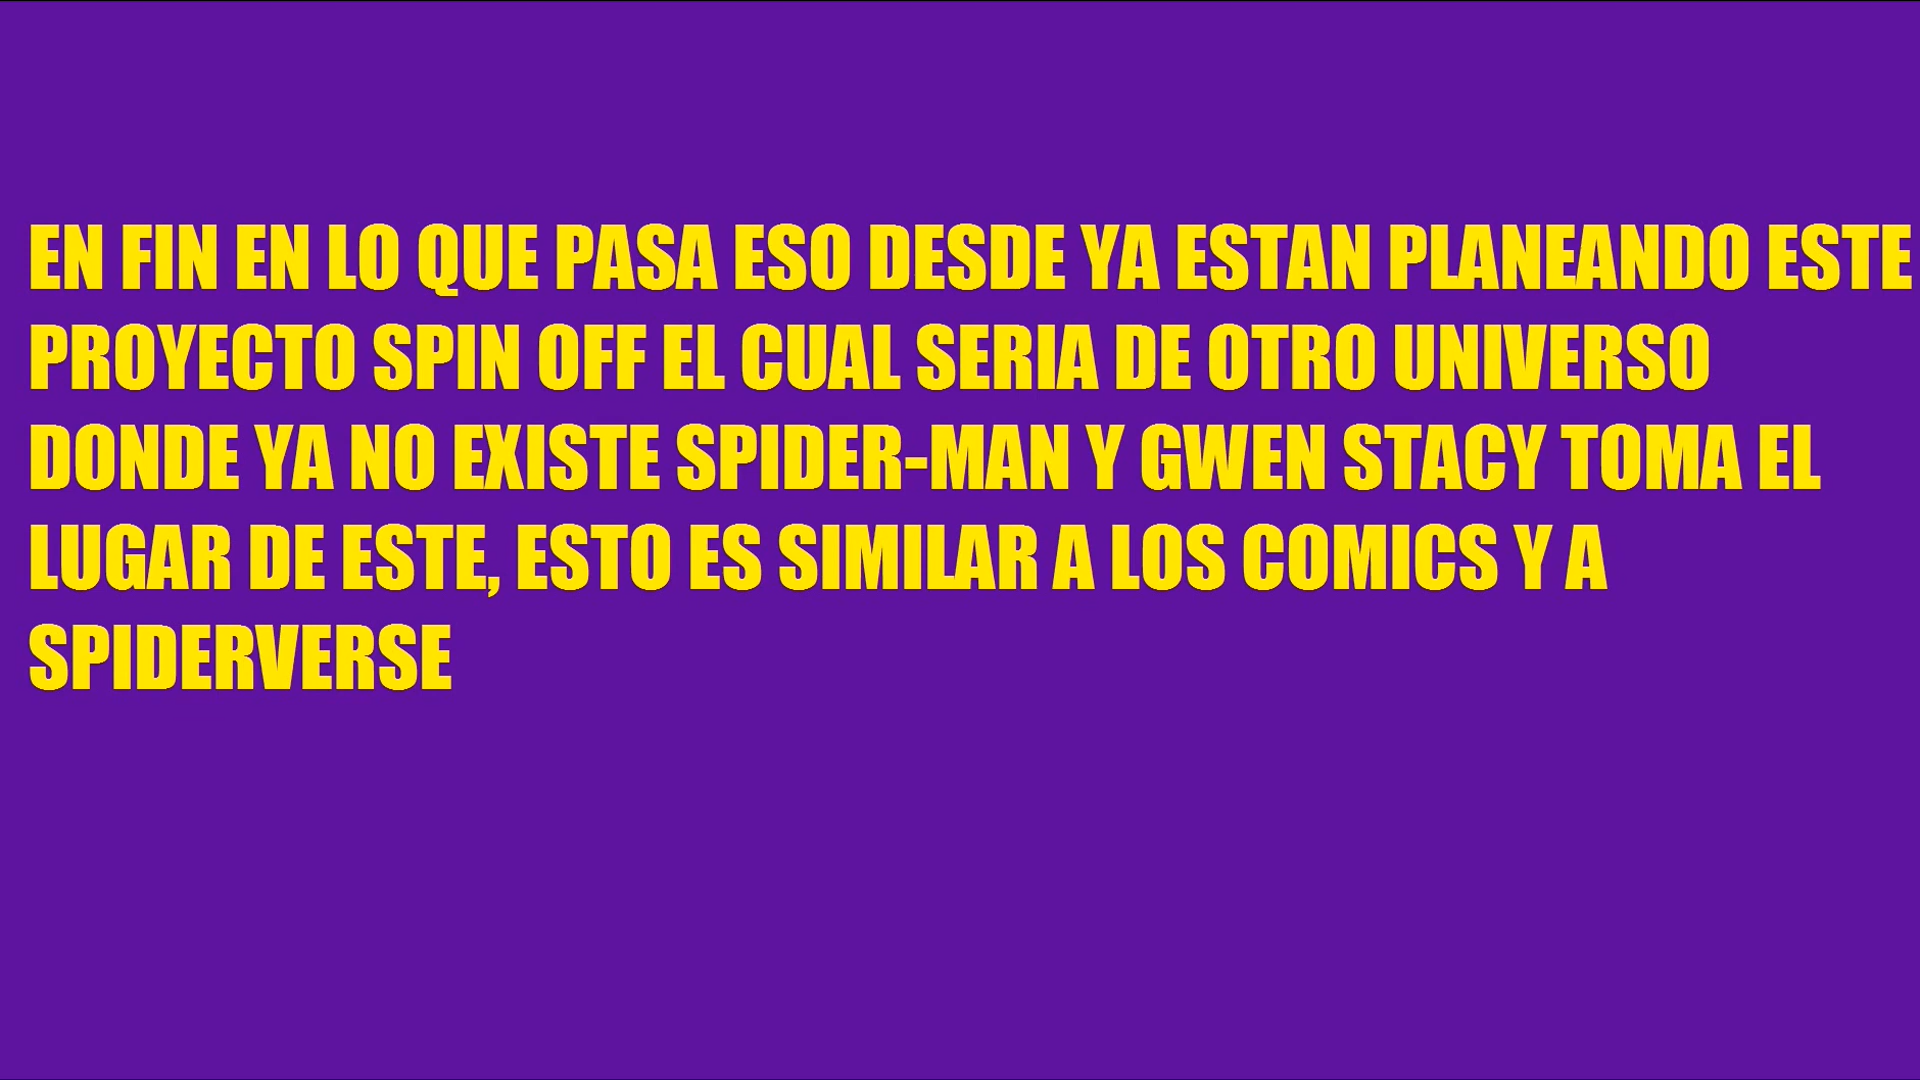 EN FIN EN LO QUE PASA ESO DESDE YA ESTAN PLANEANDO ESTE
PROYECTO SPIN OFF EL CUAL SERIA DE OTRO UNIVERSO
DONDE YA NO EXISTE SPIDER-MAN Y GWEN STACY TOMA EL
LUGAR DE ESTE, ESTO ES SIMILAR A LOS COMICS Y A
SPIDERVERSE